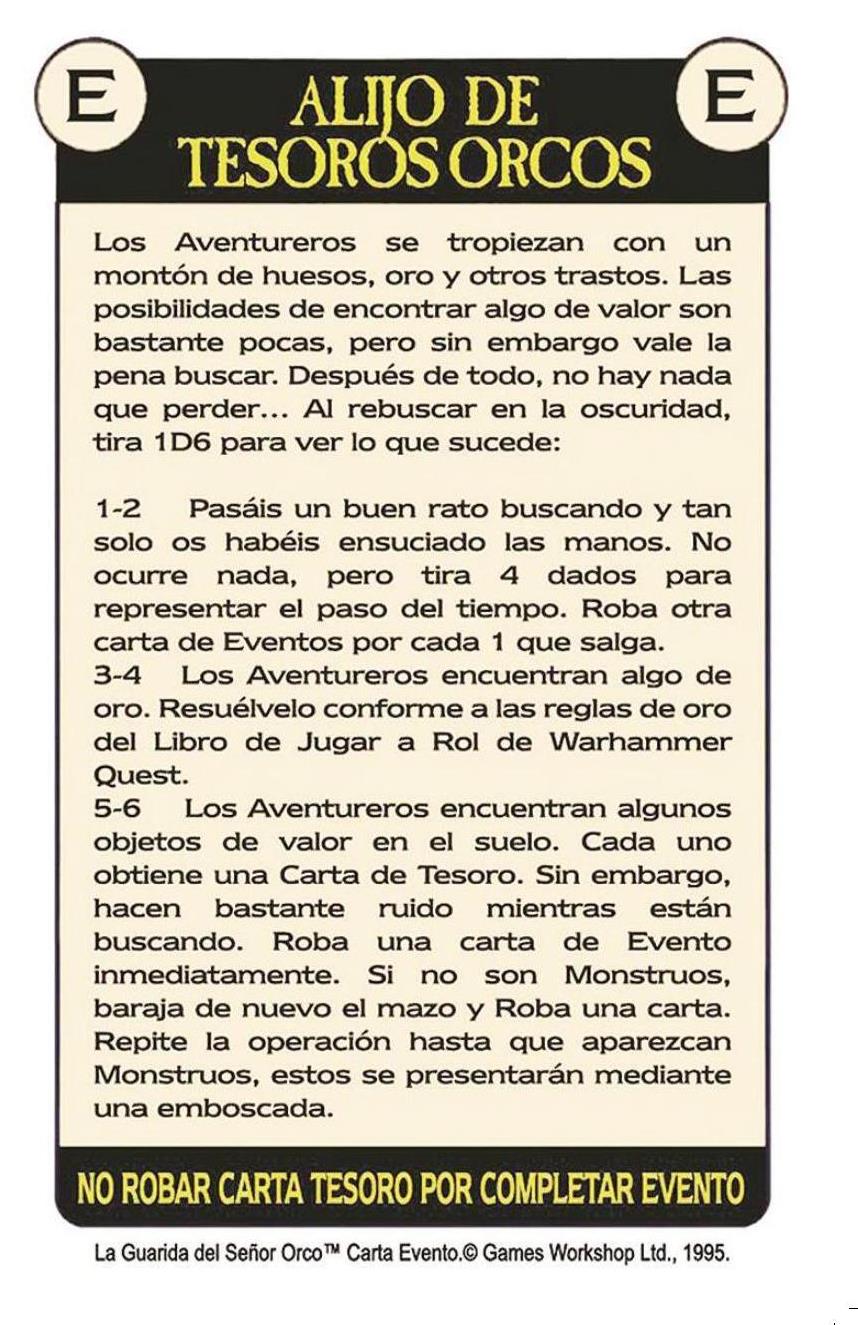 E
E
ALIJO DE
TESOROS ORCOS
Los Aventureros se tropiezan con un
montón de huesos, oro y otros trastos. Las
posibilidades de encontrar algo de valor son
bastante pocas, pero sin embargo vale la
pena buscar. Después de todo, no hay nada
que perder... Al rebuscar en la oscuridad,
tira 1D6 para ver lo que sucede:
1-2 Pasáis un buen rato buscando y tan
solo os habéis ensuciado las manos. No
ocurre nada, pero tira 4 dados para
representar el paso del tiempo. Roba otra
carta de Eventos por cada 1 que salga.
3-4 Los Aventureros encuentran algo de
oro. Resuélvelo conforme a las reglas de oro
del Libro de Jugar a Rol de Warhammer
Quest.
5-6 Los Aventureros encuentran algunos
objetos de valor en el suelo. Cada uno
obtiene una Carta de Tesoro. Sin embargo,
hacen bastante ruido mientras están
buscando. Roba una carta de Evento
inmediatamente. Si no son Monstruos,
baraja de nuevo el mazo y Roba una carta.
Repite la operación hasta que aparezcan
Monstruos, estos se presentarán mediante
una emboscada.
NO ROBAR CARTA TESORO POR COMPLETAR EVENTO
La Guarida del Señor Orco™ Carta Evento.© Games Workshop Ltd., 1995.